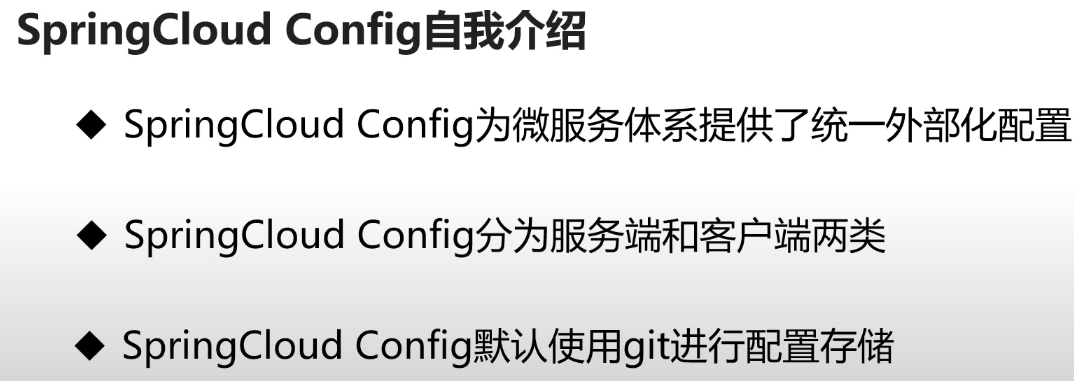 SpringCloud Config自我介绍
◆ SpringCloud Config为微服务体系提供了统一外部化配置
◆ SpringCloud Config分为服务端和客户端两类
◆ SpringCloud Config默认使用git进行配置存储